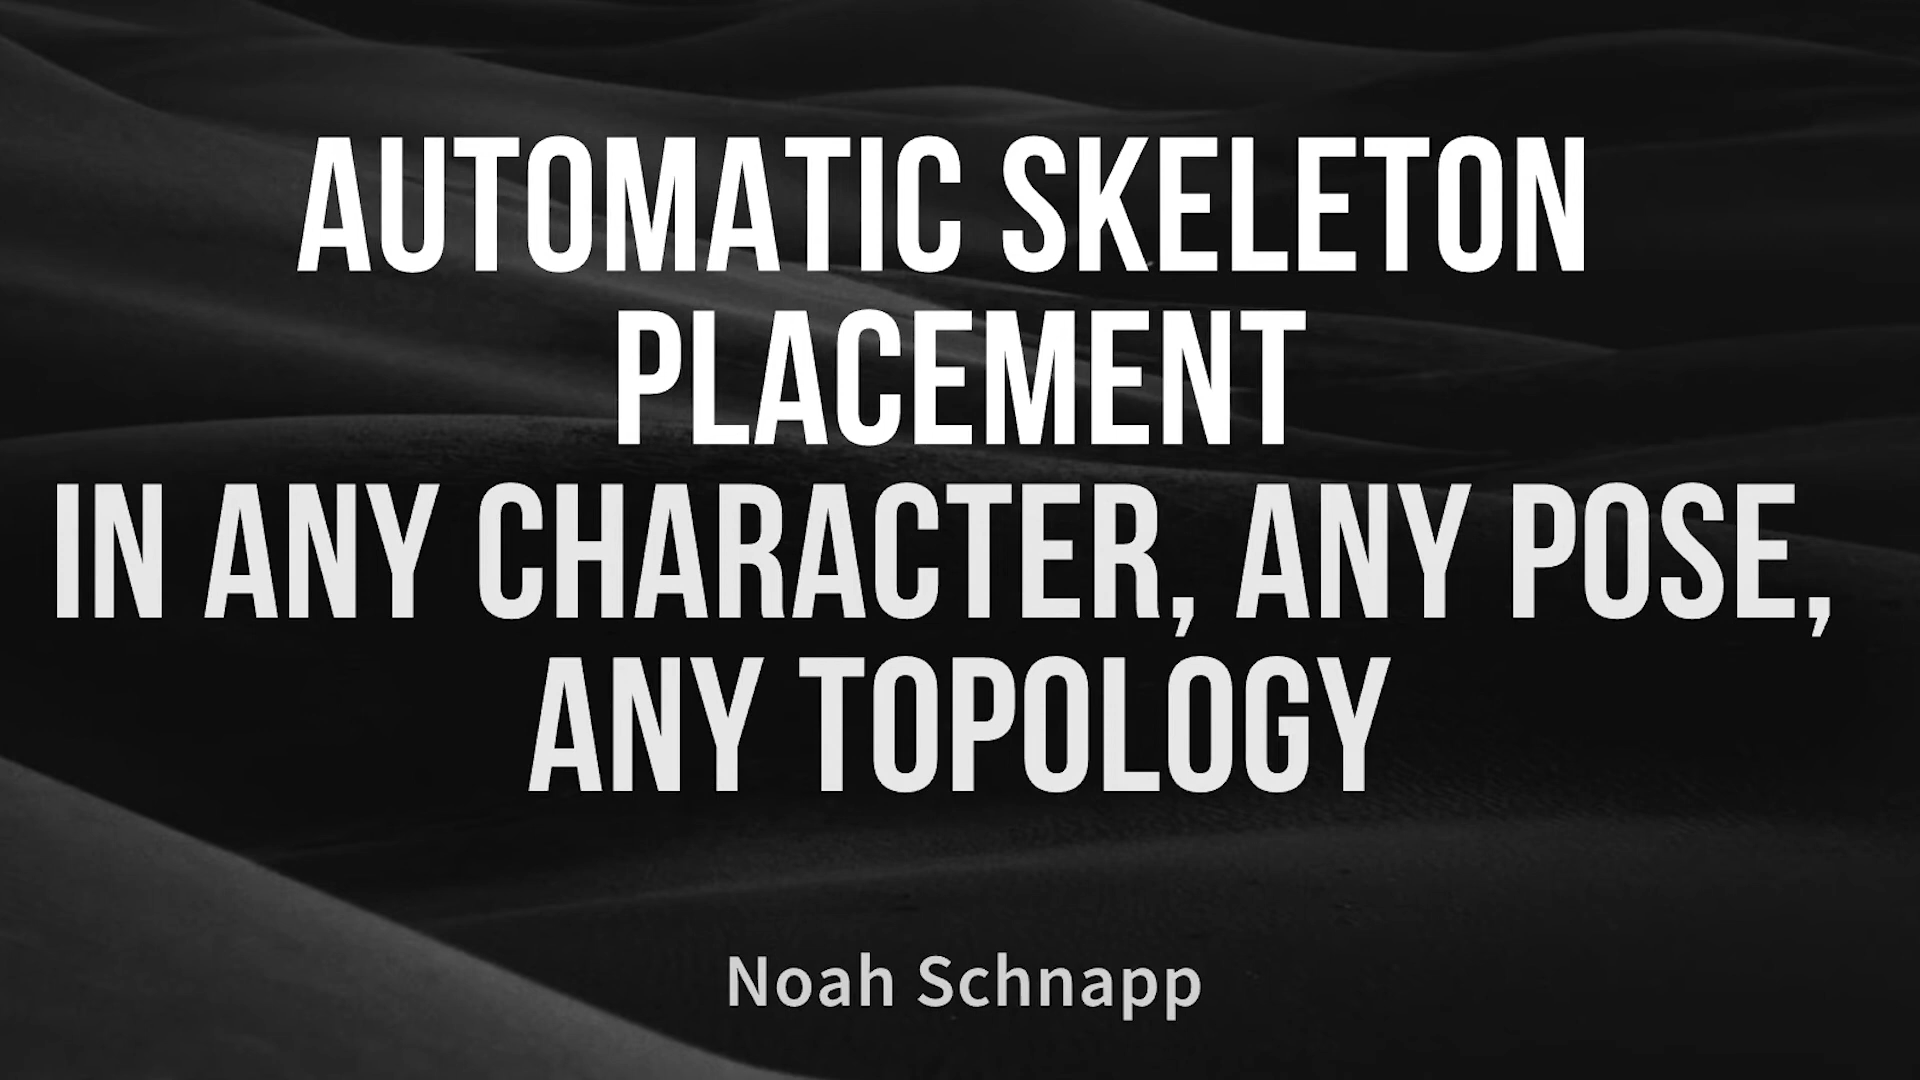 AUTOMATIC SKELETON
PLACEMENT
IN ANY CHARACTER, ANY POSE,
ANY TOPOLOGY
Noah Schnapp